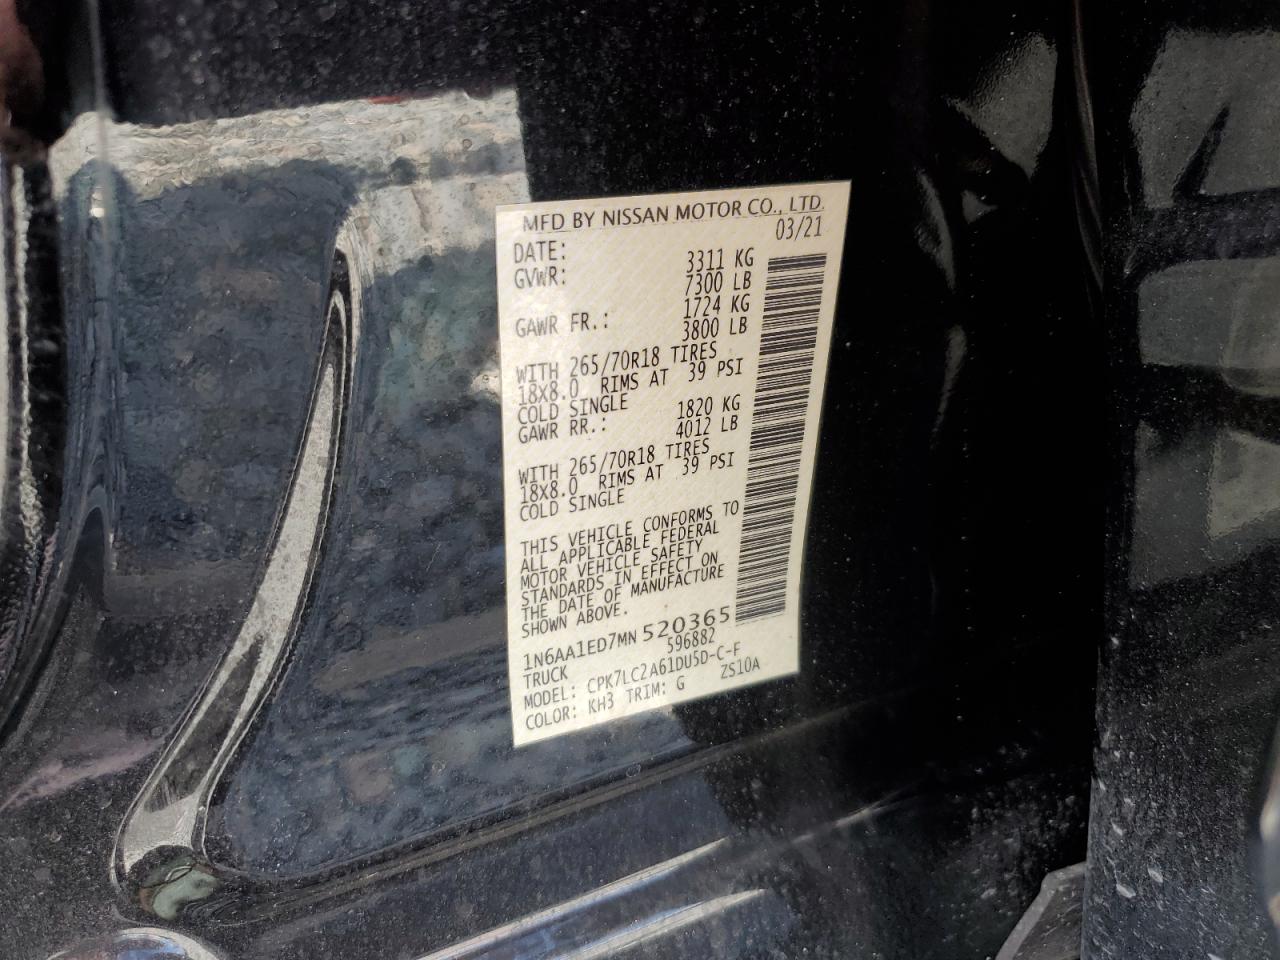 MFD BY NISSAN MOTOR CO., LTD.
DATE: 03/21
GVWR: 3311 KG
7300 LB
GAWR FR.: 1724 KG
3800 LB
WITH 265/70R18 TIRES
18X8.0 RIMS AT 39 PSI
COLD SINGLE
GAWR RR.: 1820 KG
4012 LB
WITH 265/70R18 TIRES
18X8.0 RIMS AT 39 PSI
COLD SINGLE
THIS VEHICLE CONFORMS TO
ALL APPLICABLE FEDERAL
MOTOR VEHICLE SAFETY
STANDARDS IN EFFECT ON
THE DATE OF MANUFACTURE
SHOWN ABOVE.
1N6AA1ED7MN 520365
TRUCK 596882
MODEL: CPK7LC2A61DU5D-C-F
COLOR: KH3 TRIM: G ZS10A